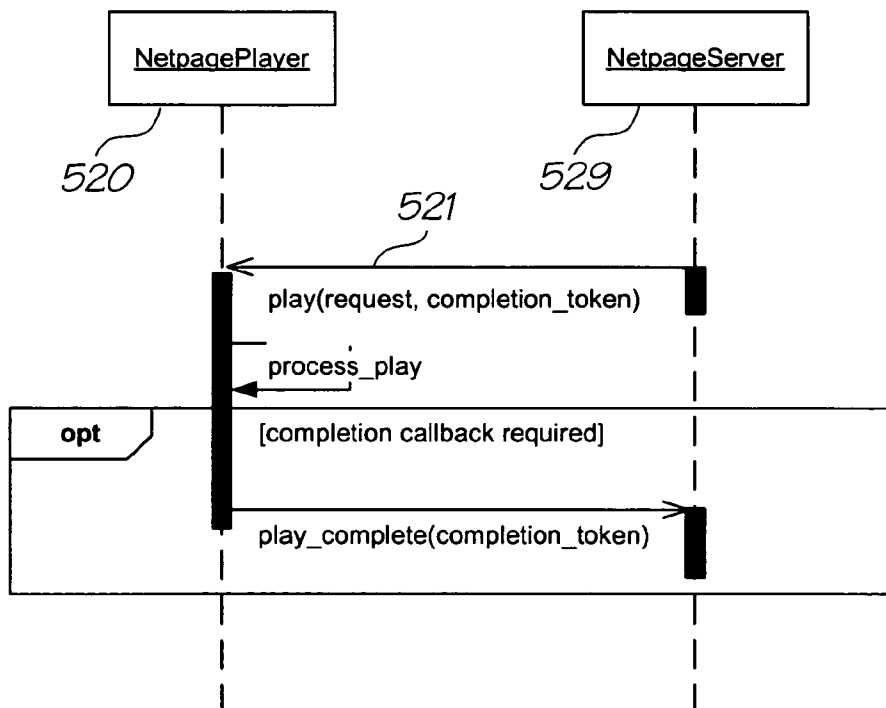 NetpagePlayer
NetpageServer
520
529
521
play(request, completion_token)
process_play
opt
[completion callback required]
play_complete(completion_token)